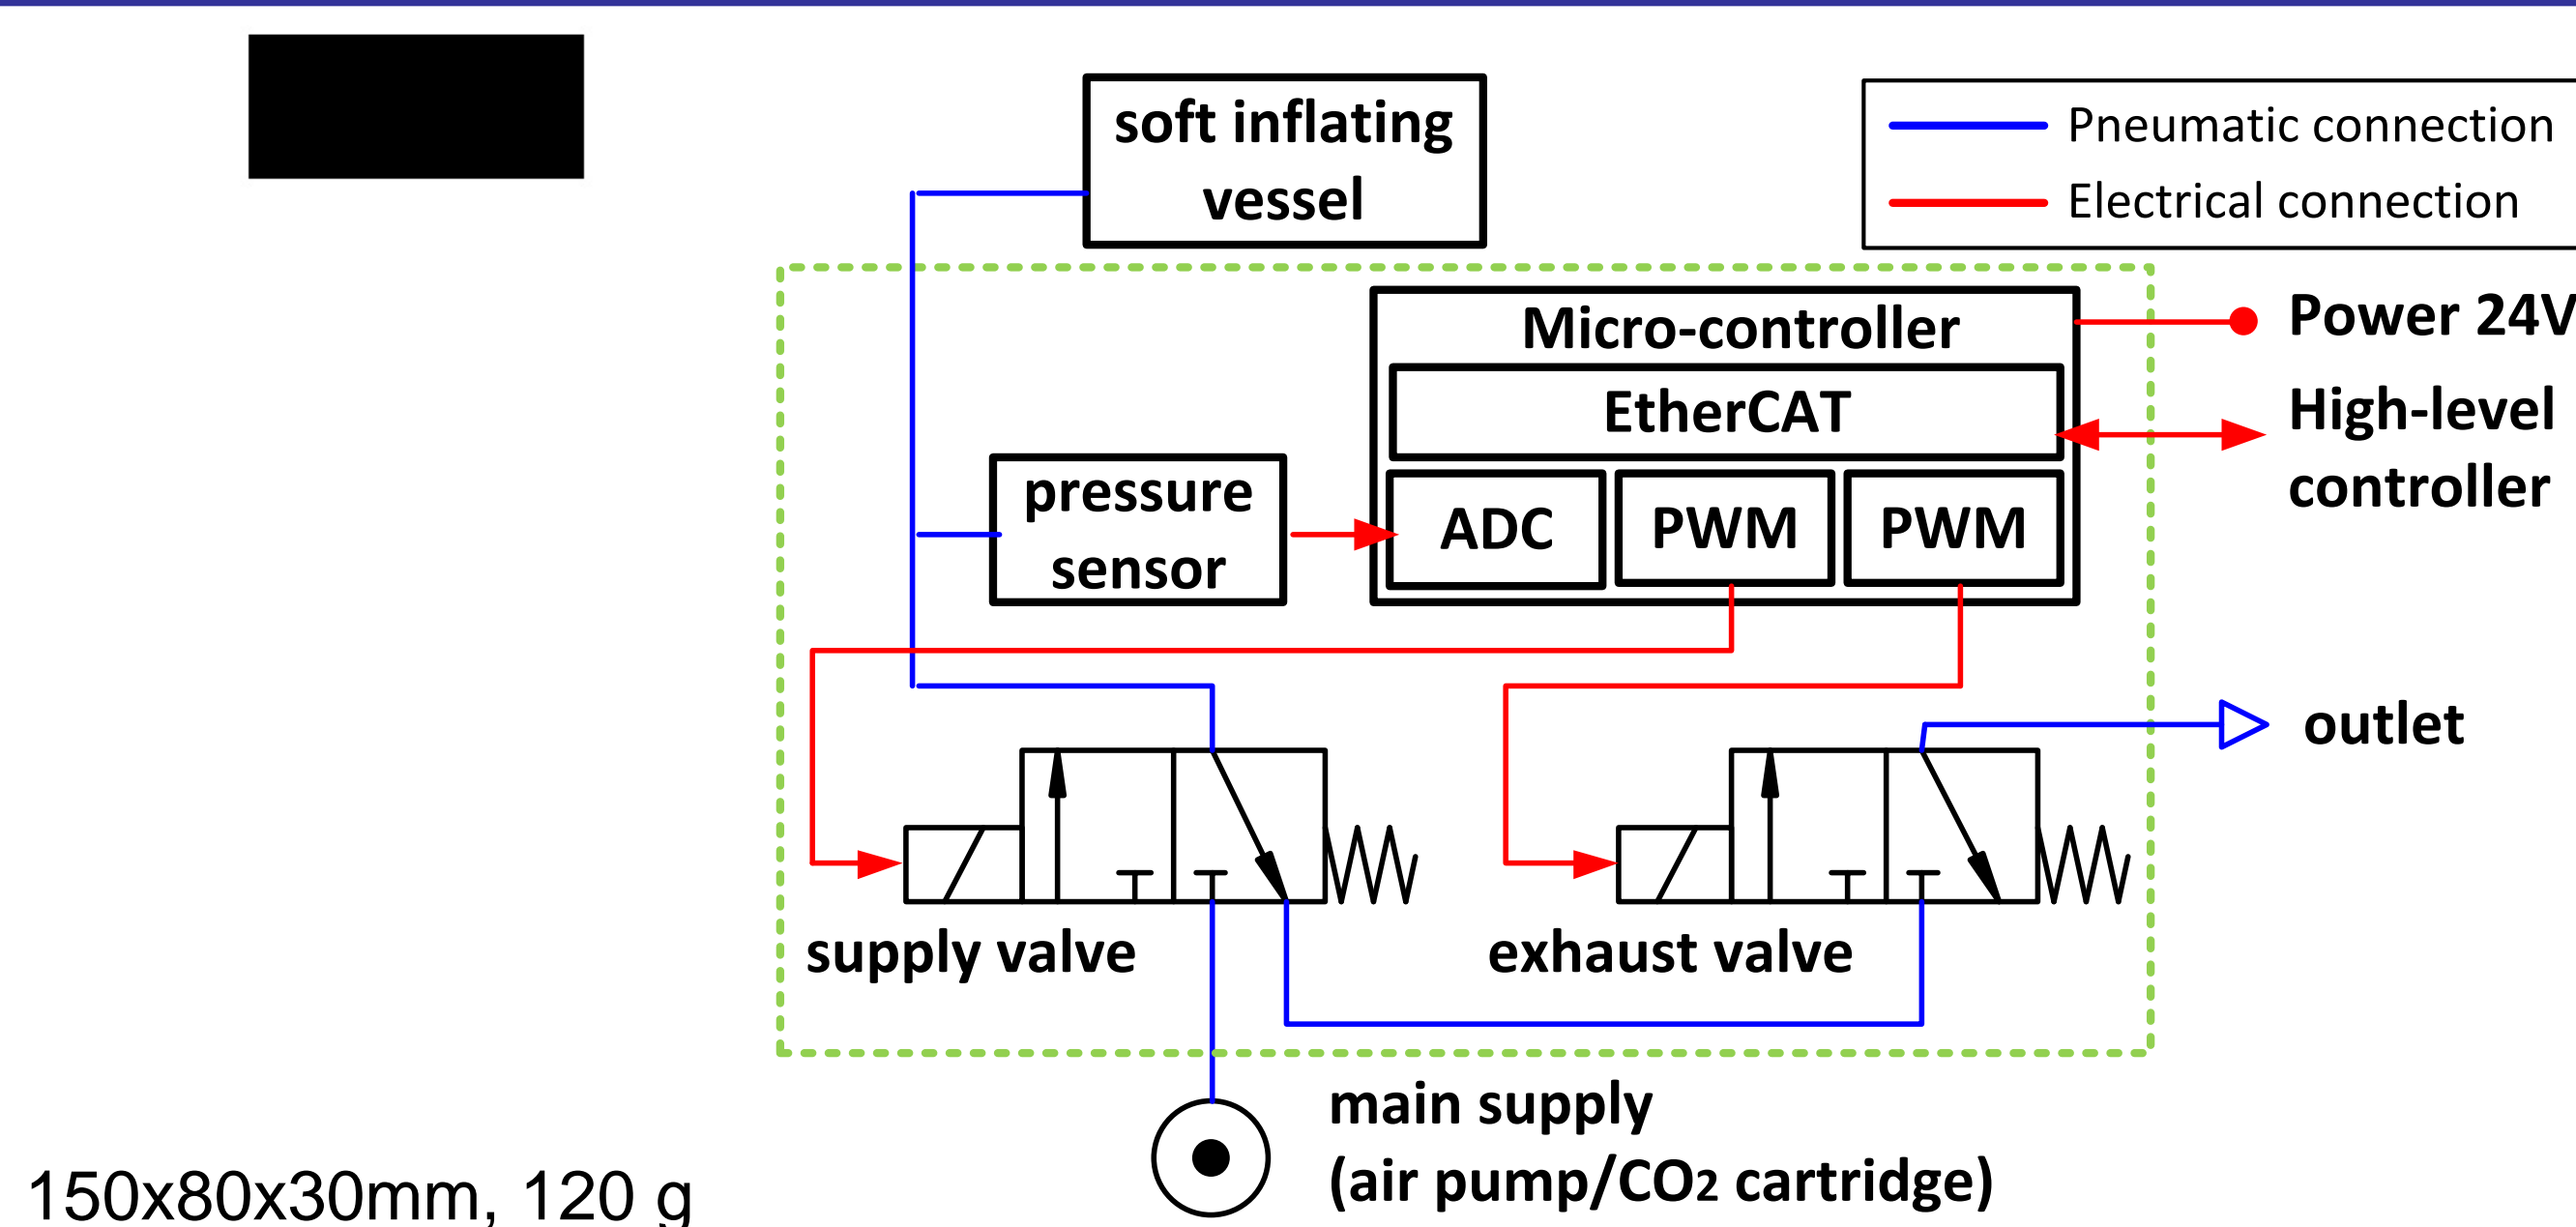 soft inflating
vessel
Pneumatic connection
Electrical connection
Micro-controller
Power 24V
EtherCAT
High-level
controller
pressure
sensor
ADC
PWM
PWM
outlet
supply valve
exhaust valve
main supply
(air pump/CO2 cartridge)
150x80x30mm, 120 g